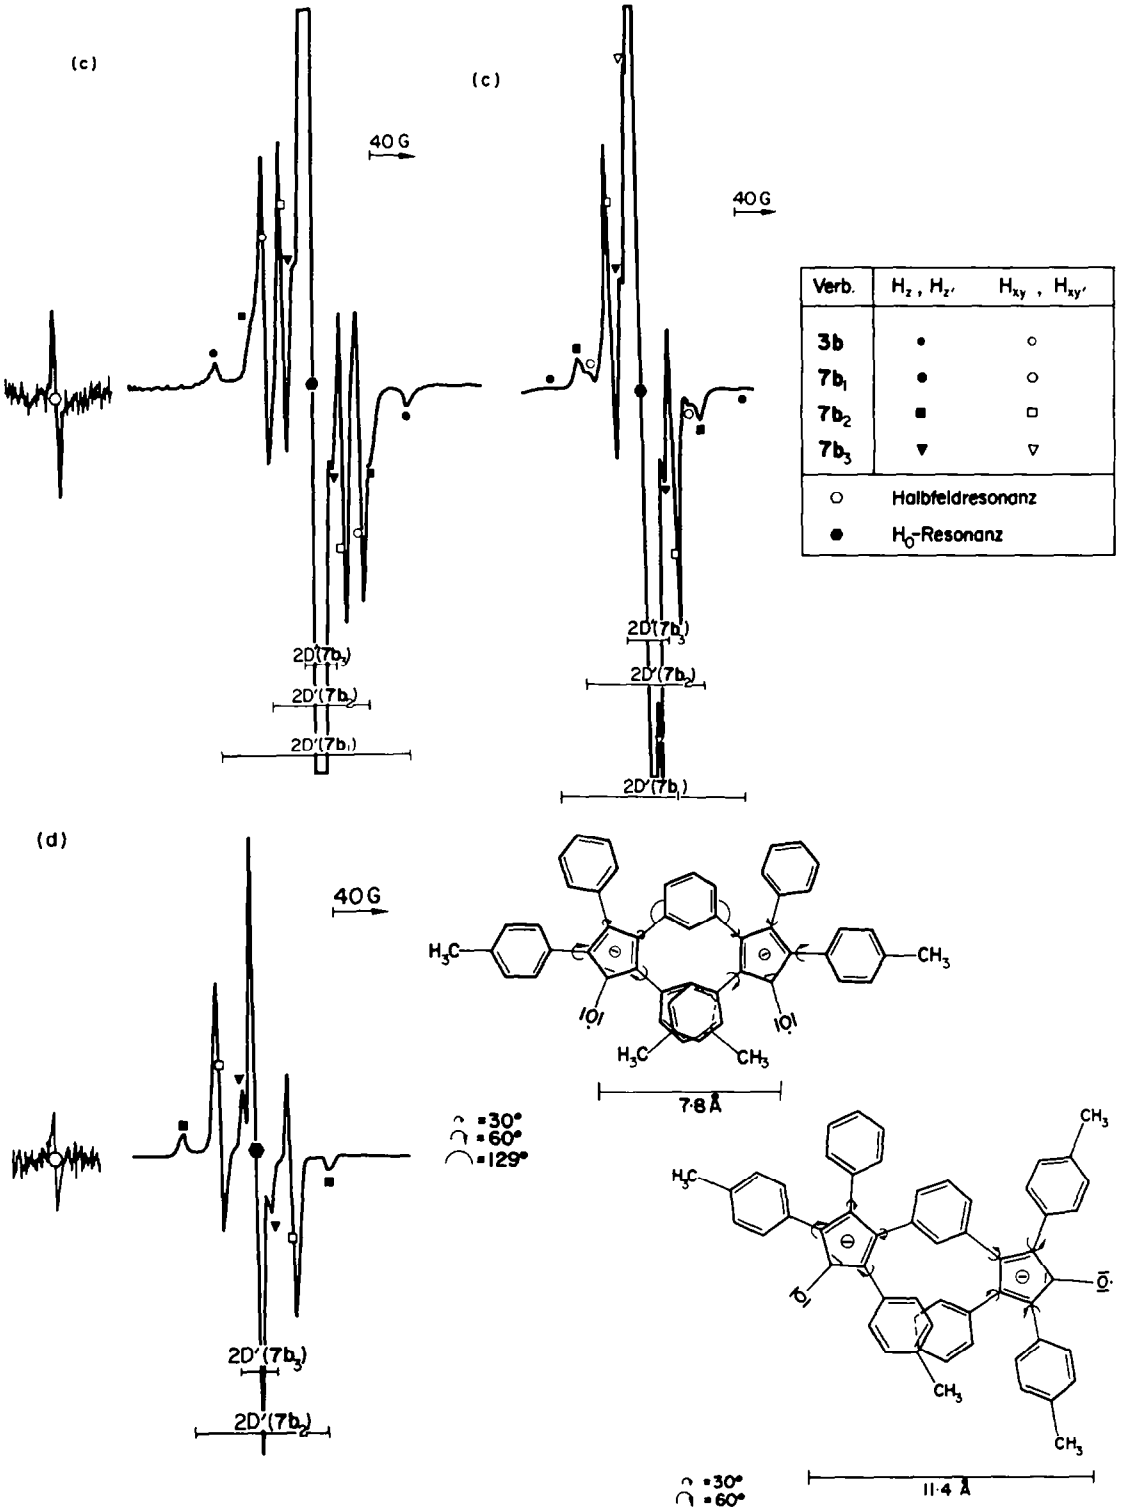 (c)
(c)
40 G
40 G
Verb. H_z , H_z' H_xy , H_xy'
3b
7b₁
7b₂
7b₃
Halbfeldresonanz
H₀-Resonanz
2D'(7b₃)
2D'(7b₂)
2D'(7b₁)
2D'(7b₃)
2D'(7b₂)
2D'(7b₁)
(d)
40 G
2D'(7b₃)
2D'(7b₂)
H₃C
CH₃
⊖
⊖
|O|
|O|
H₃C
CH₃
7·8 Å
= 30°
= 60°
= 129°
CH₃
H₃C
⊖
⊖
|O|
O
CH₃
CH₃
11·4 Å
= 30°
= 60°